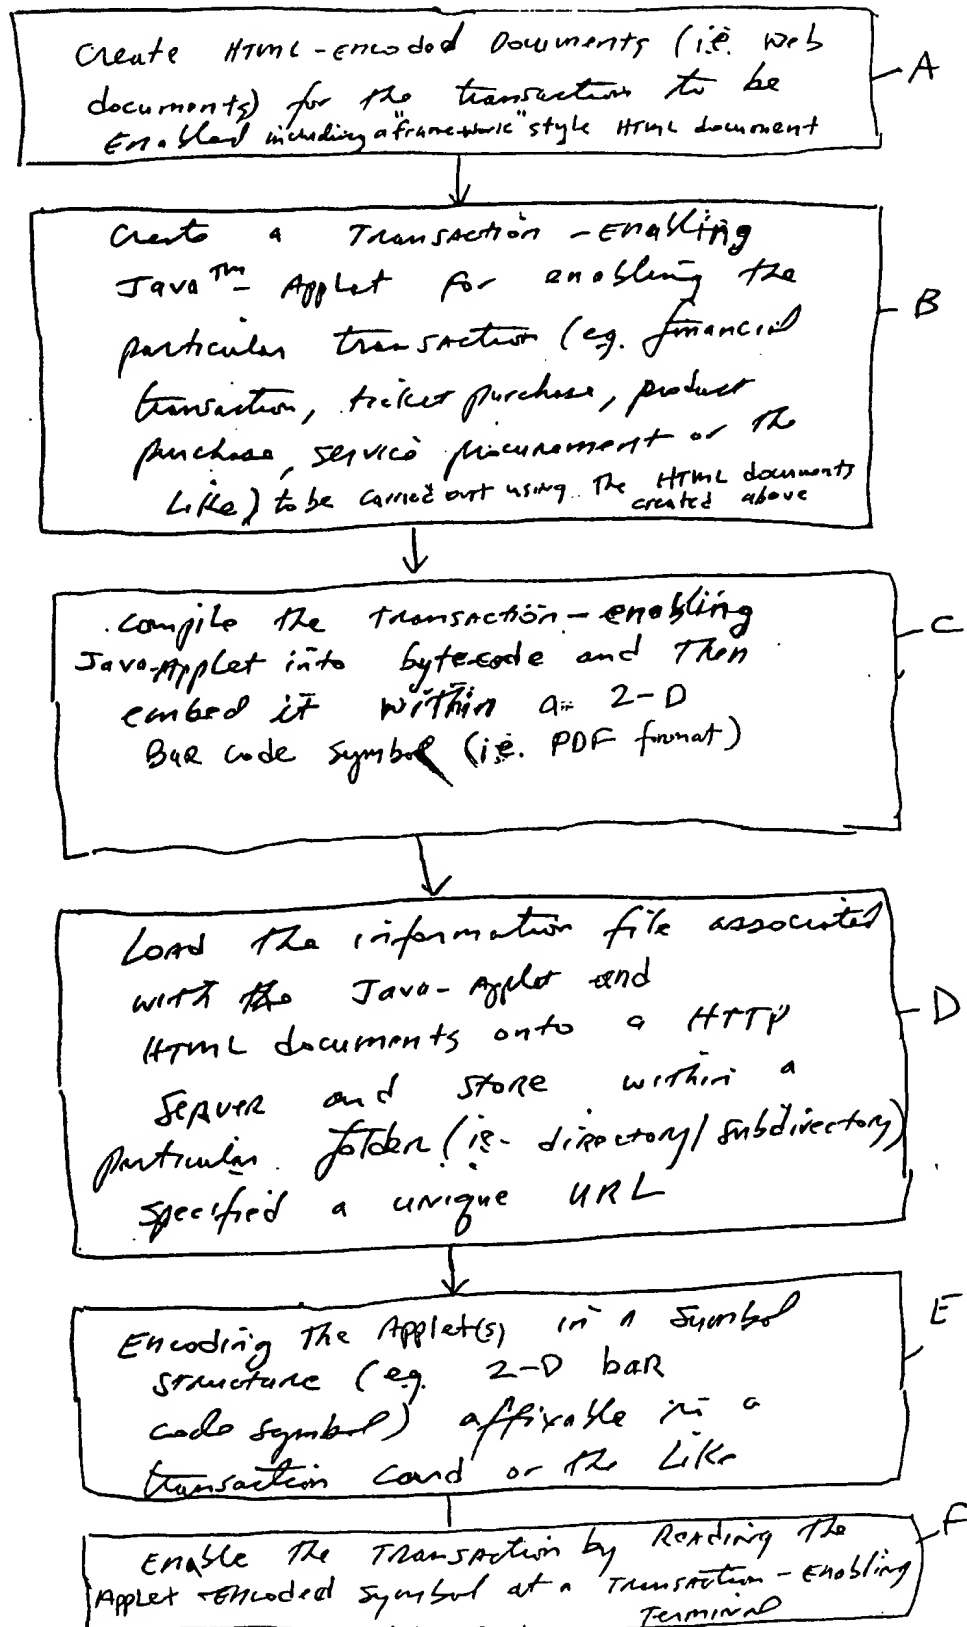 Create HTML-encoded Documents (i.e. Web
documents) for the transaction to be
Enabled including a "frame-work" style HTML document
A
Create a Transaction-Enabling
Java™-Applet for enabling the
particular transaction (e.g. financial
transaction, ticket purchase, product
purchase, service procurement or the
Like) to be carried out using the HTML documents
created above
B
compile the transaction-enabling
Java-Applet into bytecode and Then
embed it within a 2-D
Bar code symbol (i.e. PDF format)
C
Load the information file associated
with the Java-Applet and
HTML documents onto a HTTP
Server and store within a
particular folder (i.e. directory/subdirectory)
specified a unique URL
D
Encoding The Applet(s) in a Symbol
structure (e.g. 2-D bar
code symbol) affixable in a
transaction card or the Like
E
Enable The Transaction by Reading The
Applet-Encoded Symbol at a Transaction-Enabling
Terminal
F